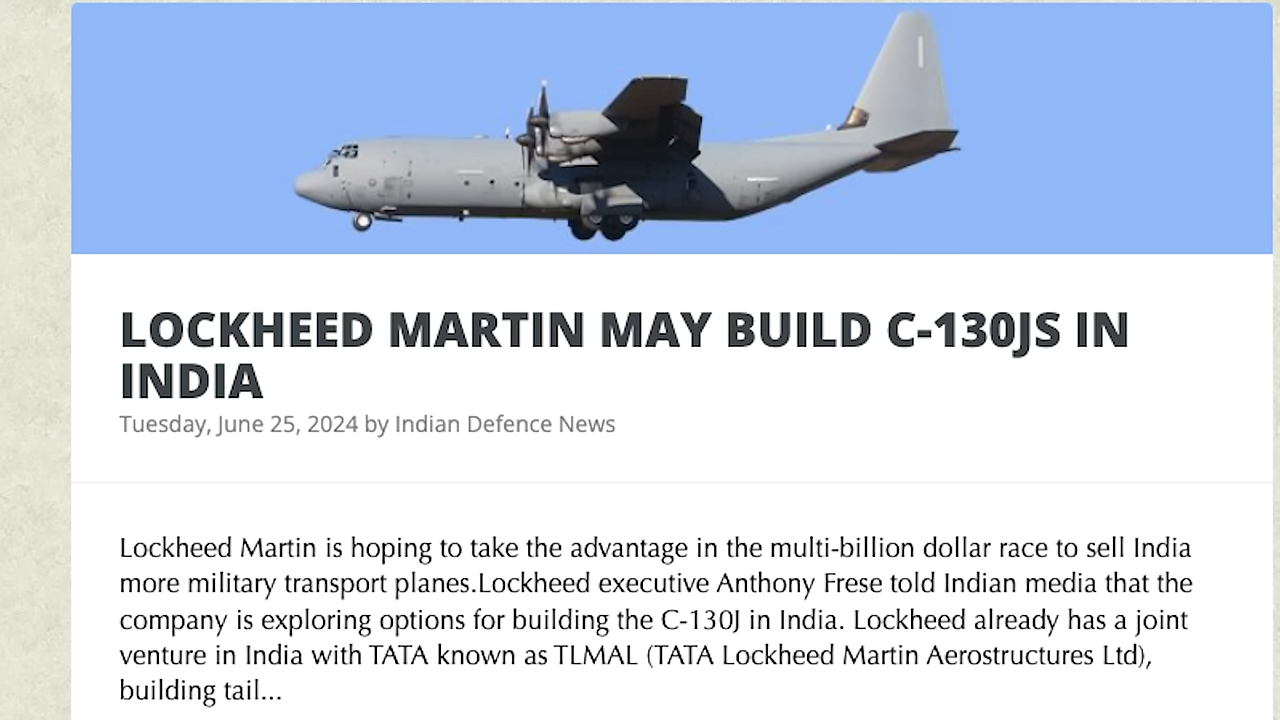 LOCKHEED MARTIN MAY BUILD C-130JS IN
INDIA
Tuesday, June 25, 2024 by Indian Defence News
Lockheed Martin is hoping to take the advantage in the multi-billion dollar race to sell India
more military transport planes.Lockheed executive Anthony Frese told Indian media that the
company is exploring options for building the C-130J in India. Lockheed already has a joint
venture in India with TATA known as TLMAL (TATA Lockheed Martin Aerostructures Ltd),
building tail...